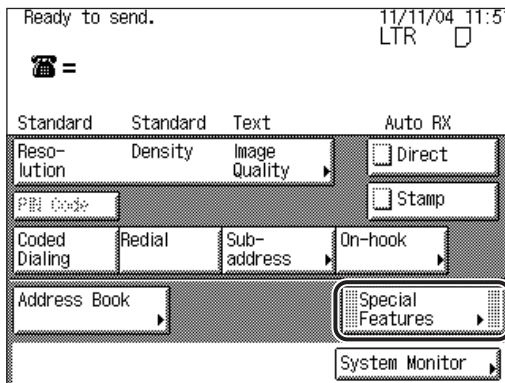 Ready to send.
11/11/04 11:5
LTR
=
Standard Standard Text Auto RX
Reso-
lution
Density
Image
Quality
Direct
PIN Code
Stamp
Coded
Dialing
Redial
Sub-
address
On-hook
Address Book
Special
Features
System Monitor